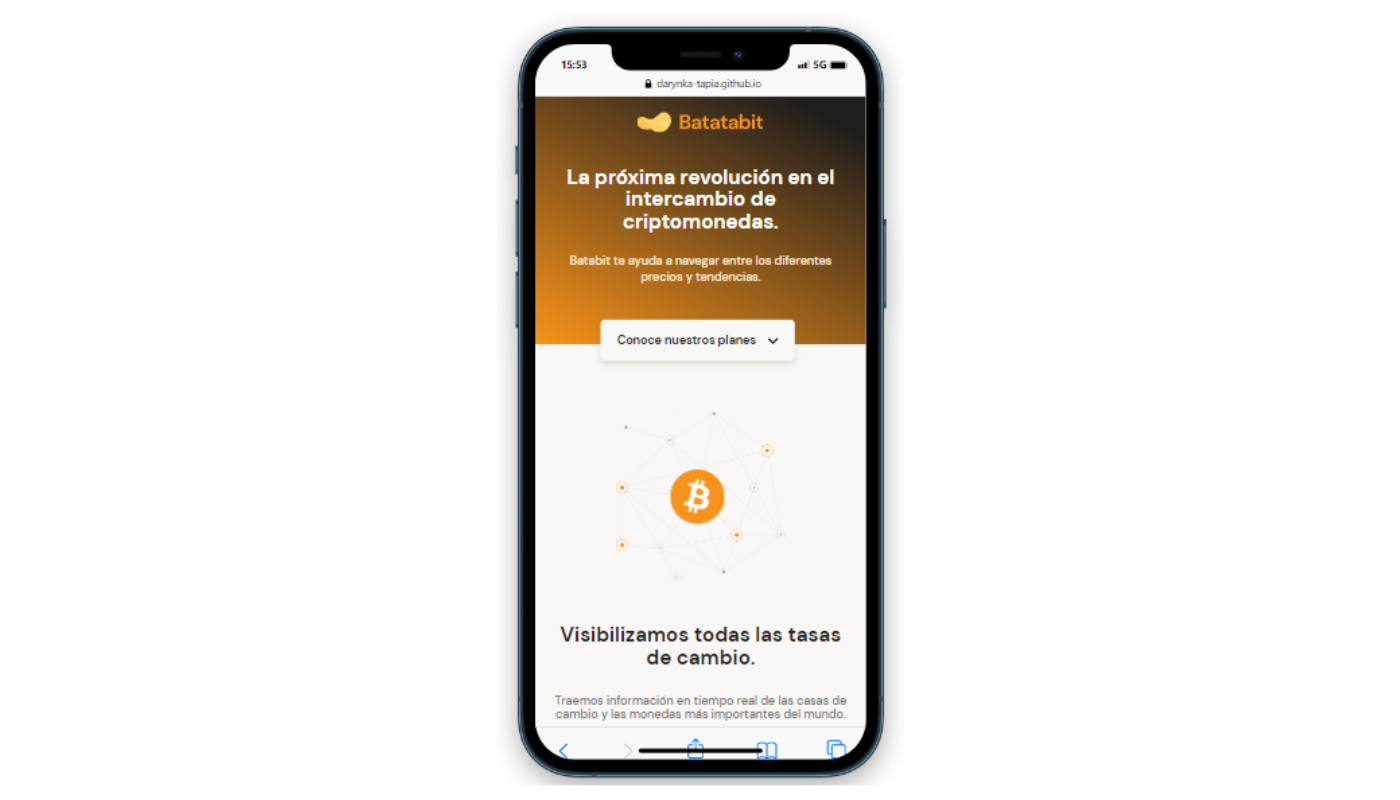 15:53
5G
darynka-tapia.github.io
Batatabit
La próxima revolución en el
intercambio de
criptomonedas.
Batabit te ayuda a navegar entre los diferentes
precios y tendencias.
Conoce nuestros planes
Visibilizamos todas las tasas
de cambio.
Traemos información en tiempo real de las casas de
cambio y las monedas más importantes del mundo.